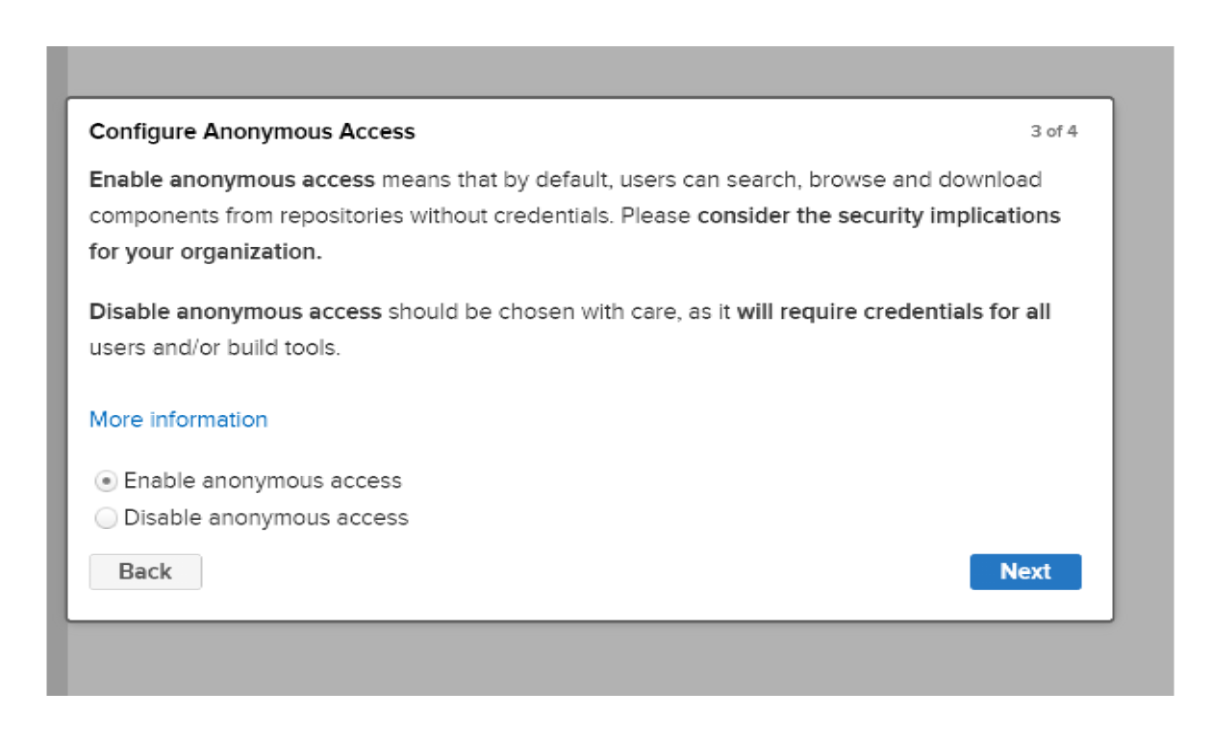 Configure Anonymous Access
3 of 4
Enable anonymous access means that by default, users can search, browse and download
components from repositories without credentials. Please consider the security implications
for your organization.
Disable anonymous access should be chosen with care, as it will require credentials for all
users and/or build tools.
More information
Enable anonymous access
Disable anonymous access
Back
Next